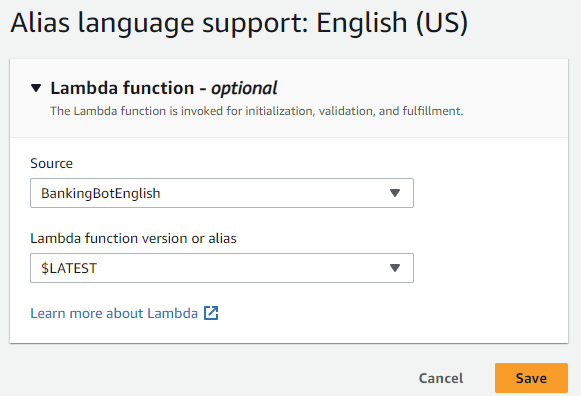 Alias language support: English (US)
Lambda function - optional
The Lambda function is invoked for initialization, validation, and fulfillment.
Source
BankingBotEnglish
Lambda function version or alias
$LATEST
Learn more about Lambda
Cancel Save